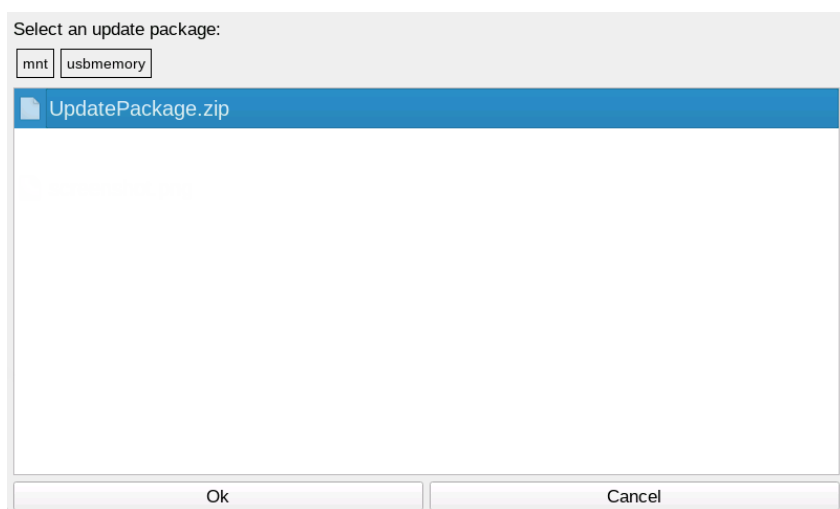 Select an update package:
mnt usbmemory
UpdatePackage.zip
Ok Cancel